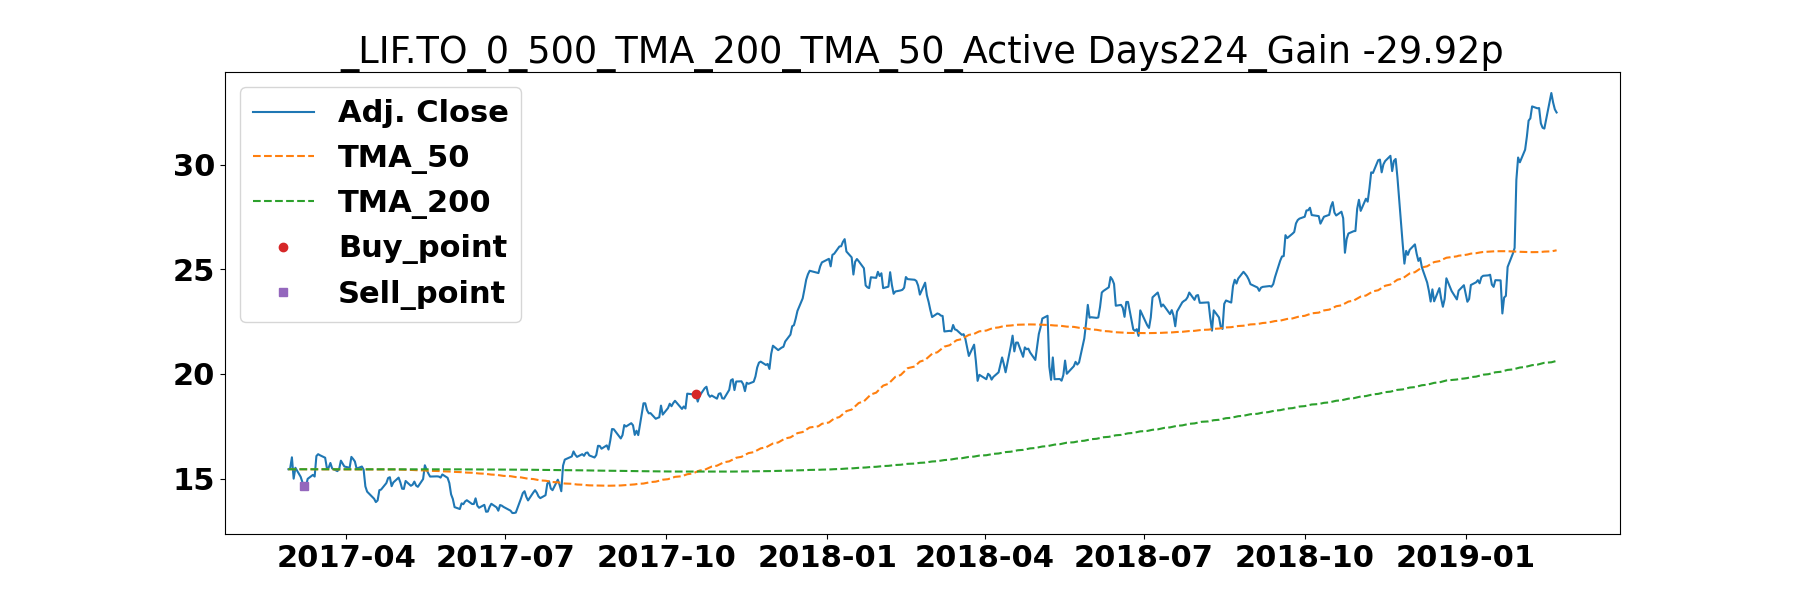 _LIF.TO_0_500_TMA_200_TMA_50_Active Days224_Gain -29.92p
Adj. Close
TMA_50
TMA_200
Buy_point
Sell_point
30
25
20
15
2017-04 2017-07 2017-10 2018-01 2018-04 2018-07 2018-10 2019-01